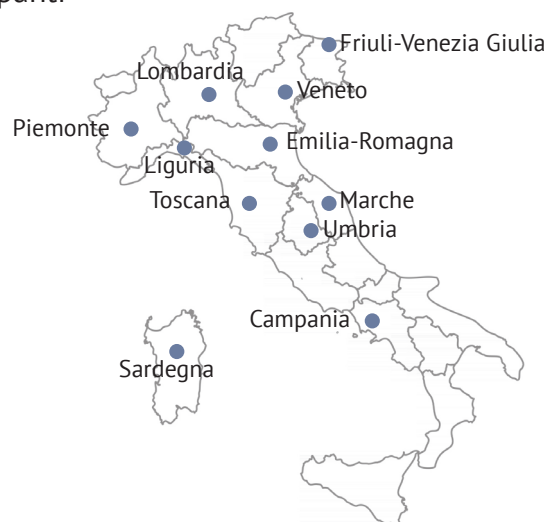 Friuli-Venezia Giulia
Lombardia
Veneto
Piemonte
Emilia-Romagna
Liguria
Toscana
Marche
Umbria
Campania
Sardegna